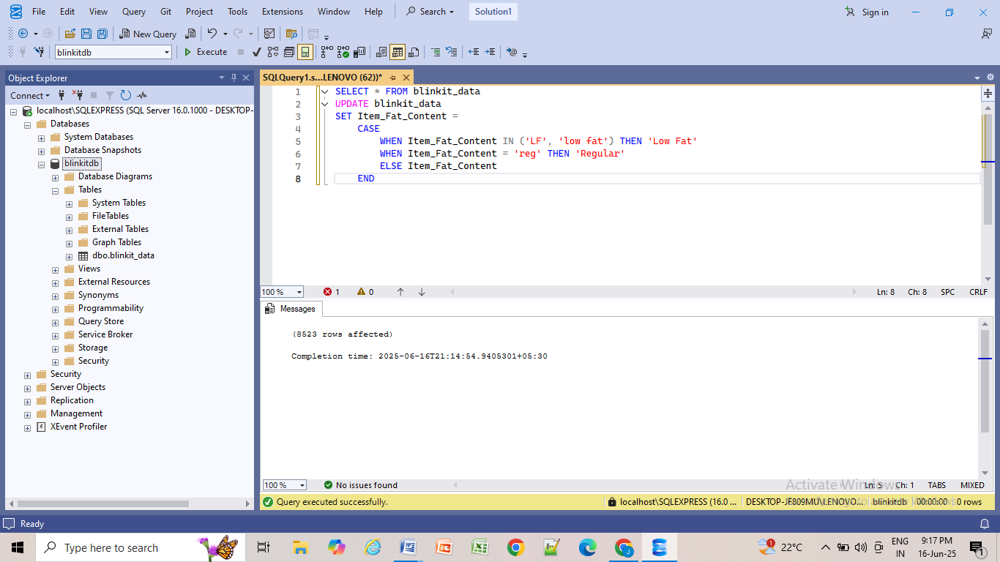 File Edit View Query Git Project Tools Extensions Window Help Search Solution1 Sign in
New Query
blinkitdb Execute
Object Explorer
Connect
localhost\SQLEXPRESS (SQL Server 16.0.1000 - DESKTOP-
Databases
System Databases
Database Snapshots
blinkitdb
Database Diagrams
Tables
System Tables
FileTables
External Tables
Graph Tables
dbo.blinkit_data
Views
External Resources
Synonyms
Programmability
Query Store
Service Broker
Storage
Security
Security
Server Objects
Replication
Management
XEvent Profiler
SQLQuery1.s...LENOVO (62))*
1 SELECT * FROM blinkit_data
2 UPDATE blinkit_data
3 SET Item_Fat_Content =
4 CASE
5 WHEN Item_Fat_Content IN ('LF', 'low fat') THEN 'Low Fat'
6 WHEN Item_Fat_Content = 'reg' THEN 'Regular'
7 ELSE Item_Fat_Content
8 END
100 % 1 0 Ln: 8 Ch: 8 SPC CRLF
Messages
(8523 rows affected)
Completion time: 2025-06-16T21:14:54.9405301+05:30
100 % No issues found Ln: 5 Ch: 1 TABS MIXED
Activate Windows
Query executed successfully. localhost\SQLEXPRESS (16.0 ... DESKTOP-JE809MU\LENOVO... blinkitdb 00:00:00 0 rows
Ready
Type here to search 1 22°C ENG 9:17 PM
IN 16-Jun-25 1